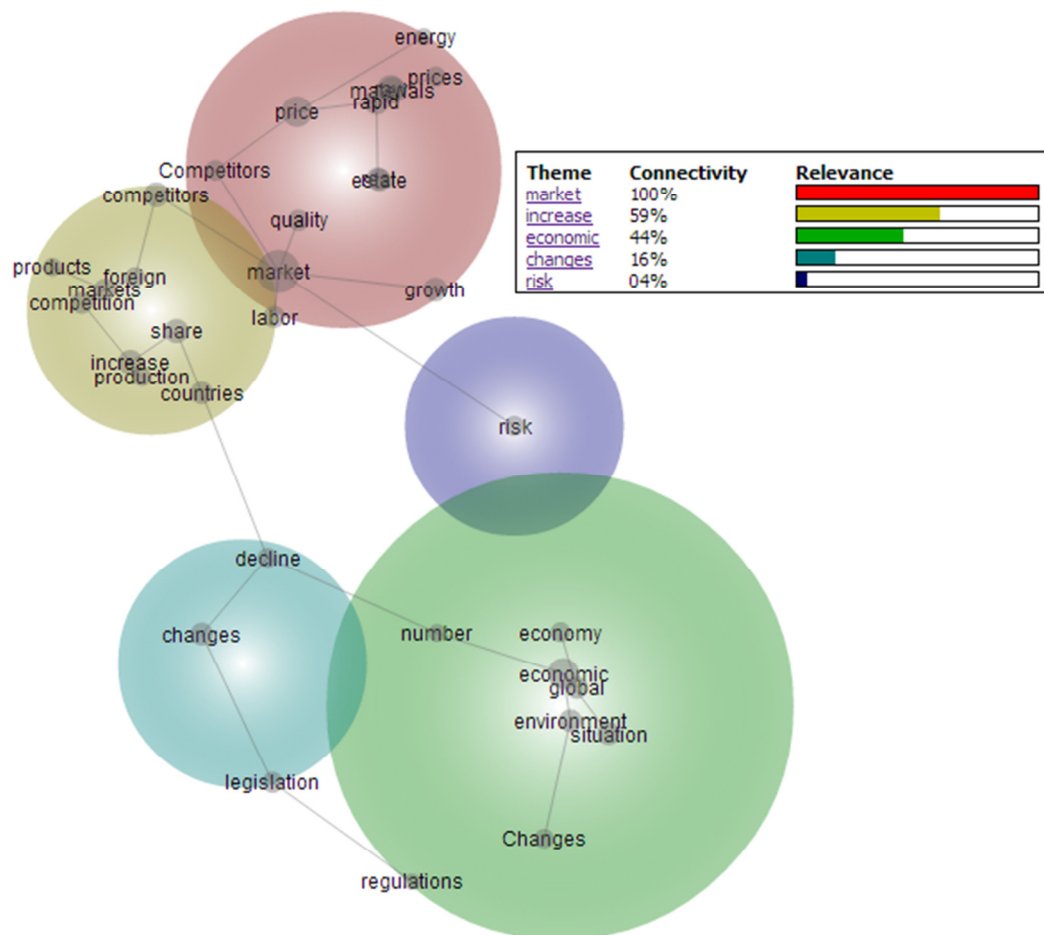 energy
prices
materials
rapid
price
Competitors
estate
competitors
quality
Theme Connectivity Relevance
market 100%
increase 59%
economic 44%
changes 16%
risk 04%
products
foreign
market
markets
growth
competition
labor
share
increase
production
countries
risk
decline
changes
number
economy
economic
global
environment
situation
legislation
Changes
regulations